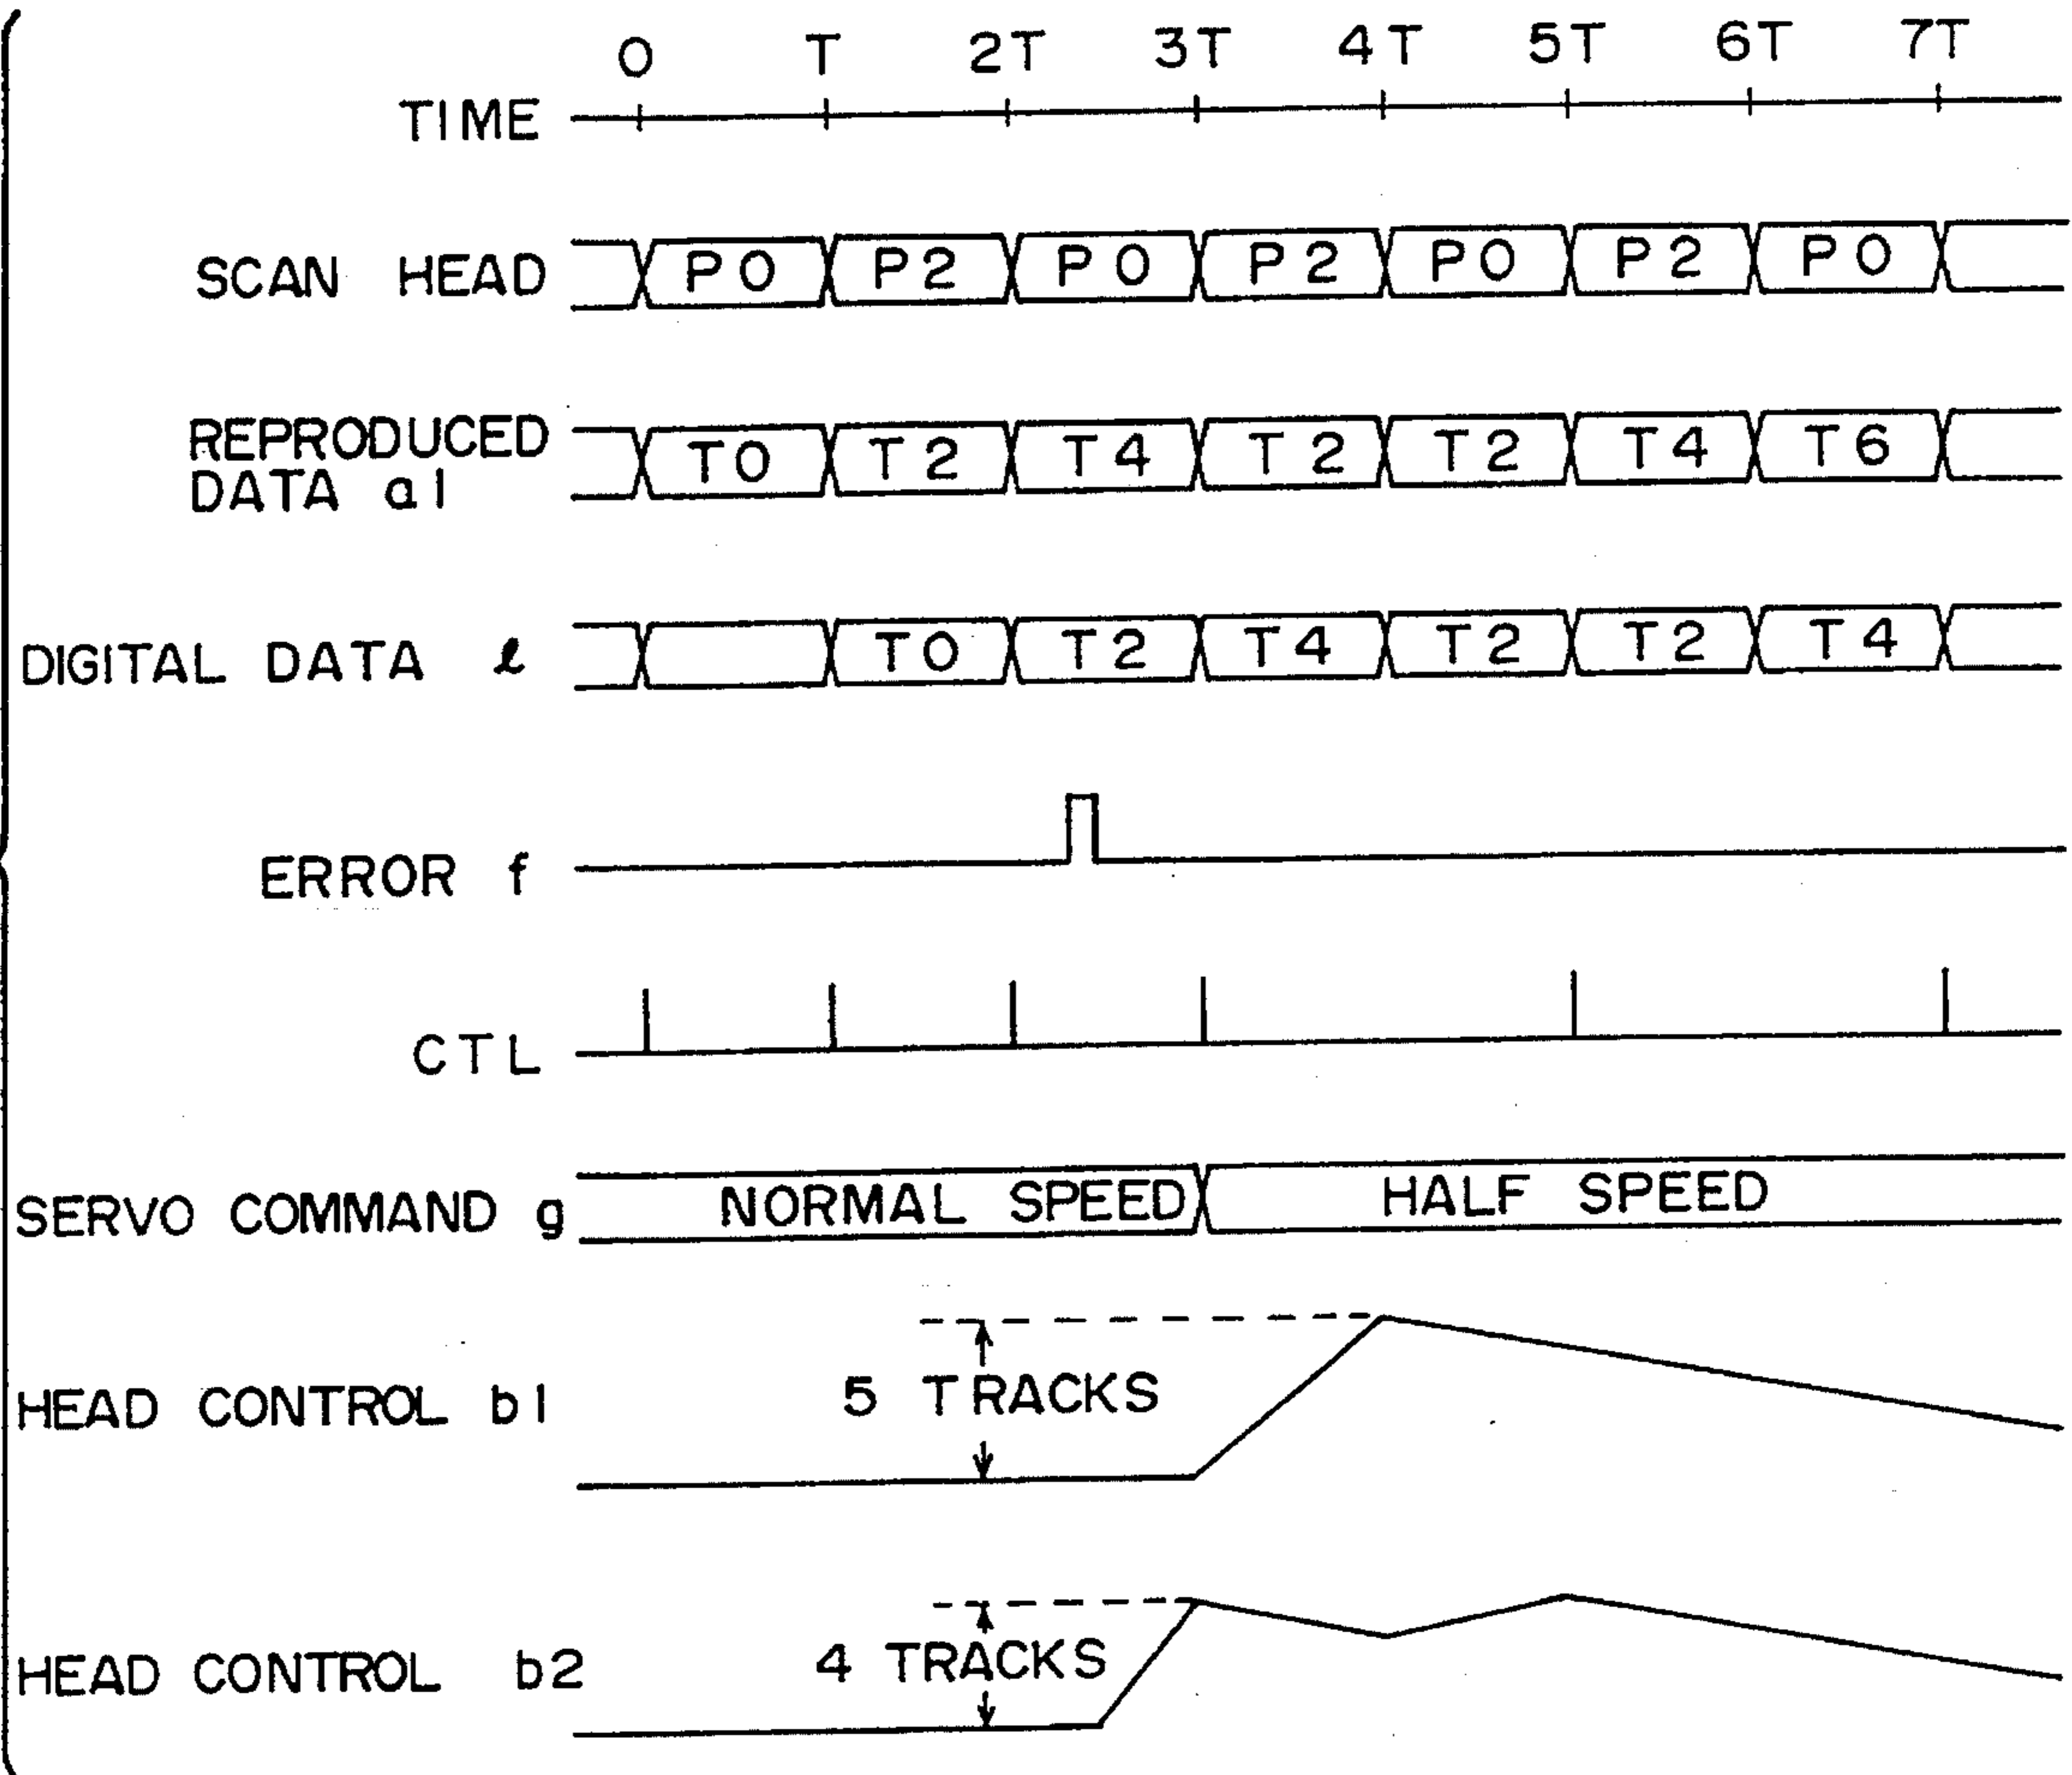 0 T 2T 3T 4T 5T 6T 7T
TIME
SCAN HEAD P0 P2 P0 P2 P0 P2 P0
REPRODUCED
DATA a1 T0 T2 T4 T2 T2 T4 T6
DIGITAL DATA ℓ T0 T2 T4 T2 T2 T4
ERROR f
CTL
SERVO COMMAND g NORMAL SPEED HALF SPEED
5 TRACKS
HEAD CONTROL b1
4 TRACKS
HEAD CONTROL b2